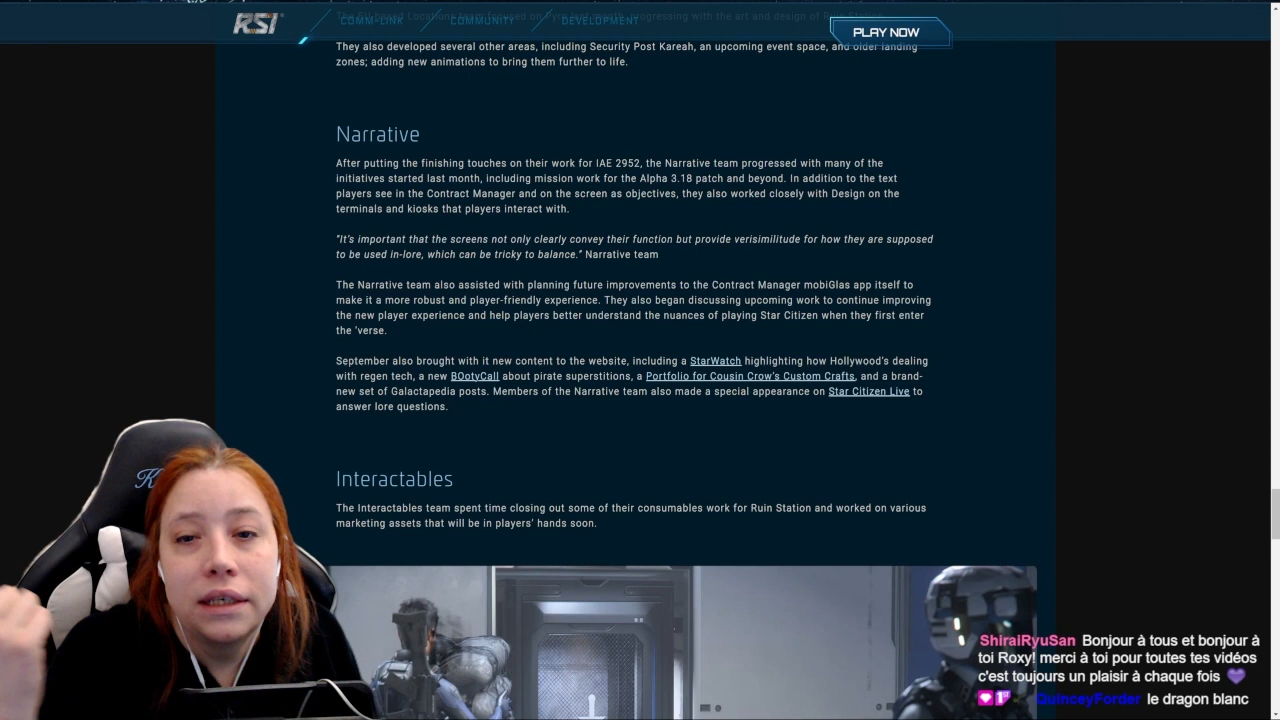 RSI
COMM-LINK
COMMUNITY
DEVELOPMENT
PLAY NOW
They also developed several other areas, including Security Post Kareah, an upcoming event space, and older landing
zones; adding new animations to bring them further to life.
Narrative
After putting the finishing touches on their work for IAE 2952, the Narrative team progressed with many of the
initiatives started last month, including mission work for the Alpha 3.18 patch and beyond. In addition to the text
players see in the Contract Manager and on the screen as objectives, they also worked closely with Design on the
terminals and kiosks that players interact with.
"It's important that the screens not only clearly convey their function but provide verisimilitude for how they are supposed
to be used in-lore, which can be tricky to balance." Narrative team
The Narrative team also assisted with planning future improvements to the Contract Manager mobiGlas app itself to
make it a more robust and player-friendly experience. They also began discussing upcoming work to continue improving
the new player experience and help players better understand the nuances of playing Star Citizen when they first enter
the 'verse.
September also brought with it new content to the website, including a StarWatch highlighting how Hollywood's dealing
with regen tech, a new BOotyCall about pirate superstitions, a Portfolio for Cousin Crow's Custom Crafts, and a brand-
new set of Galactapedia posts. Members of the Narrative team also made a special appearance on Star Citizen Live to
answer lore questions.
Interactables
The Interactables team spent time closing out some of their consumables work for Ruin Station and worked on various
marketing assets that will be in players' hands soon.
K
ShiraiRyuSan Bonjour à tous et bonjour à
toi Roxy! merci à toi pour toutes tes vidéos
c'est toujours un plaisir à chaque fois
QuinceyForder le dragon blanc